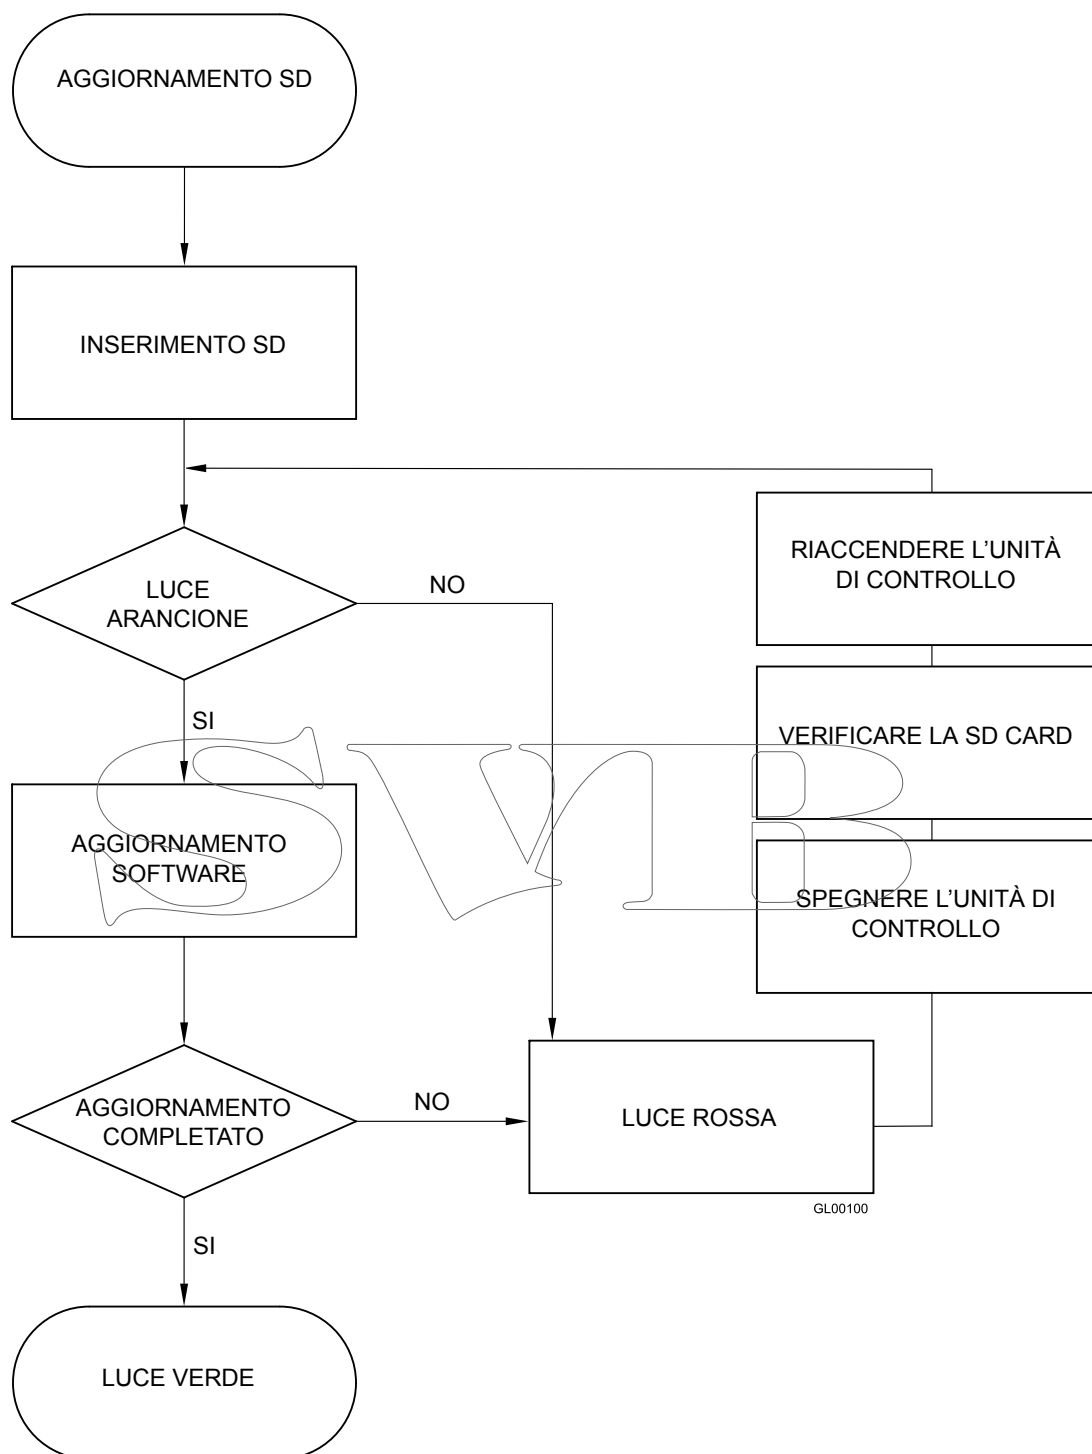 AGGIORNAMENTO SD
INSERIMENTO SD
LUCE
ARANCIONE
NO
SI
RIACCENDERE L'UNITÀ
DI CONTROLLO
VERIFICARE LA SD CARD
SPEGNERE L'UNITÀ DI
CONTROLLO
AGGIORNAMENTO
SOFTWARE
SVB
AGGIORNAMENTO
COMPLETATO
NO
LUCE ROSSA
GL00100
SI
LUCE VERDE